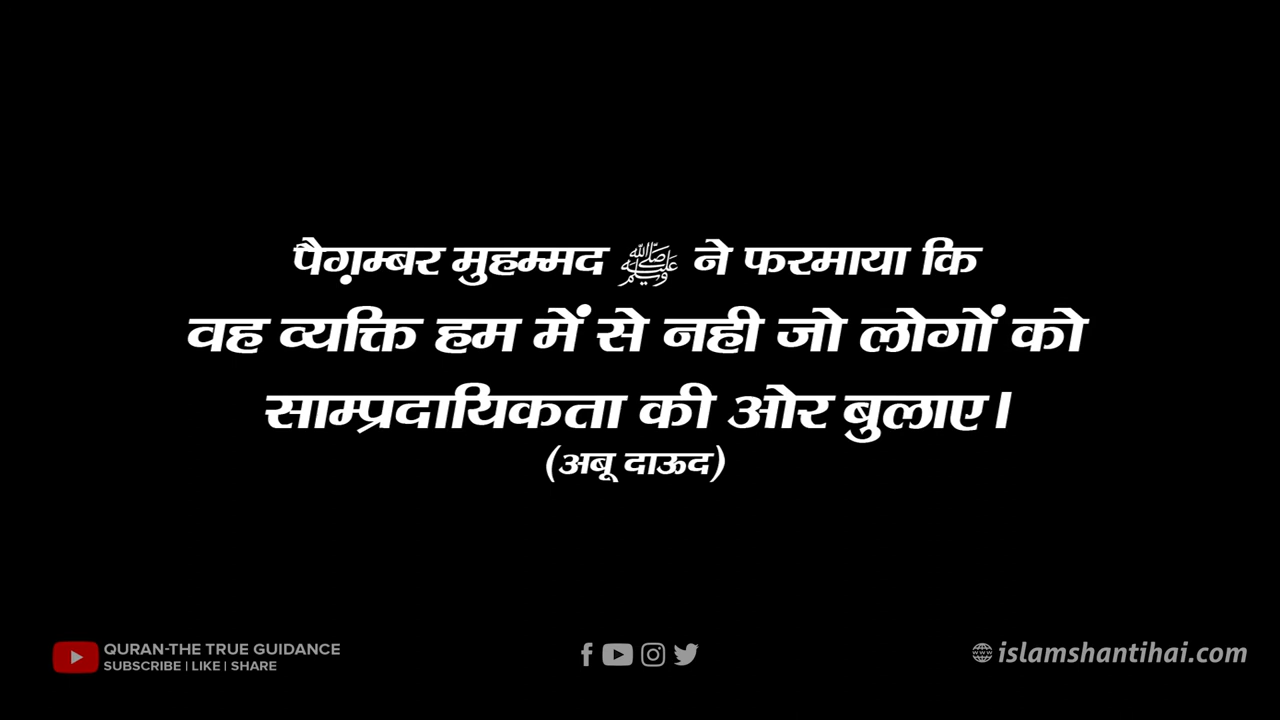 पैग़म्बर मुहम्मद ﷺ ने फरमाया कि
वह व्यक्ति हम में से नही जो लोगों को
साम्प्रदायिकता की ओर बुलाए।
(अबू दाऊद)
QURAN-THE TRUE GUIDANCE
SUBSCRIBE | LIKE | SHARE
islamshantihai.com